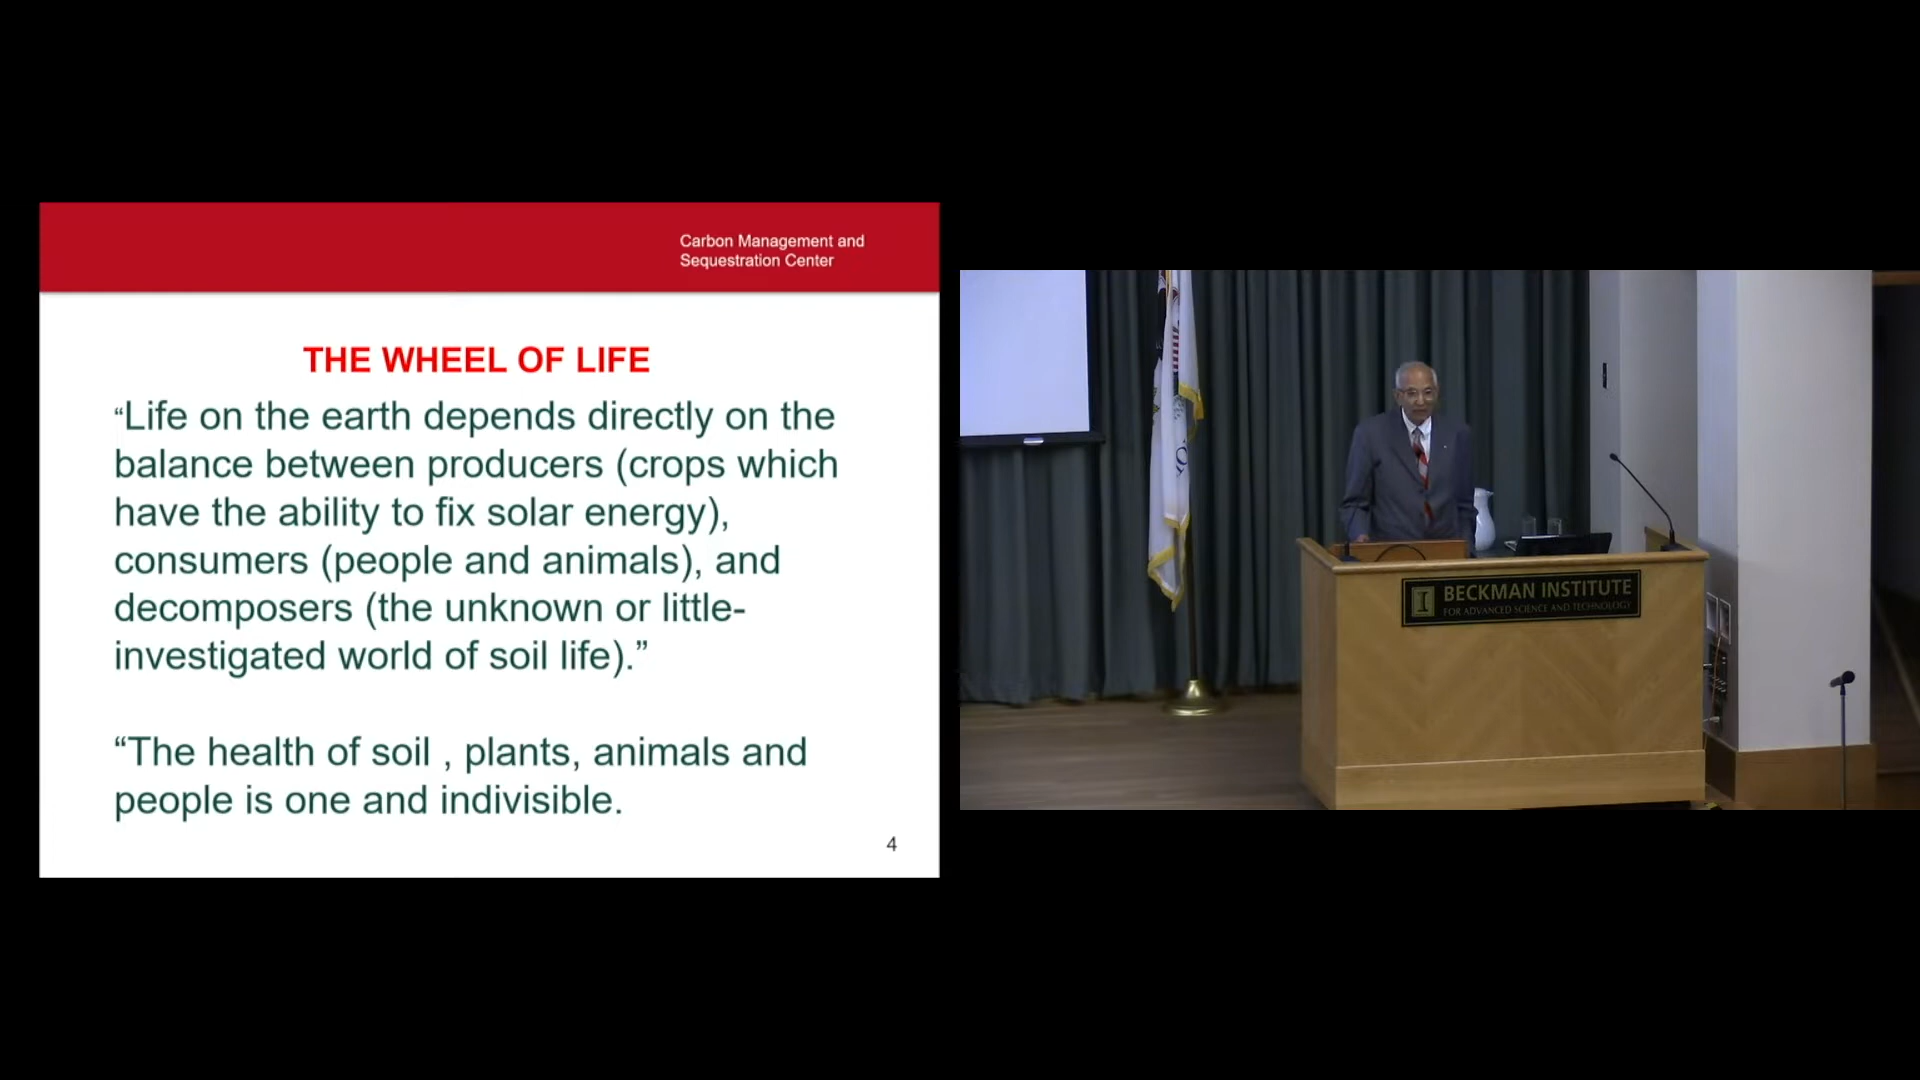 Carbon Management and
Sequestration Center
THE WHEEL OF LIFE
“Life on the earth depends directly on the
balance between producers (crops which
have the ability to fix solar energy),
consumers (people and animals), and
decomposers (the unknown or little-
investigated world of soil life).”
“The health of soil , plants, animals and
people is one and indivisible.
4
I BECKMAN INSTITUTE
FOR ADVANCED SCIENCE AND TECHNOLOGY